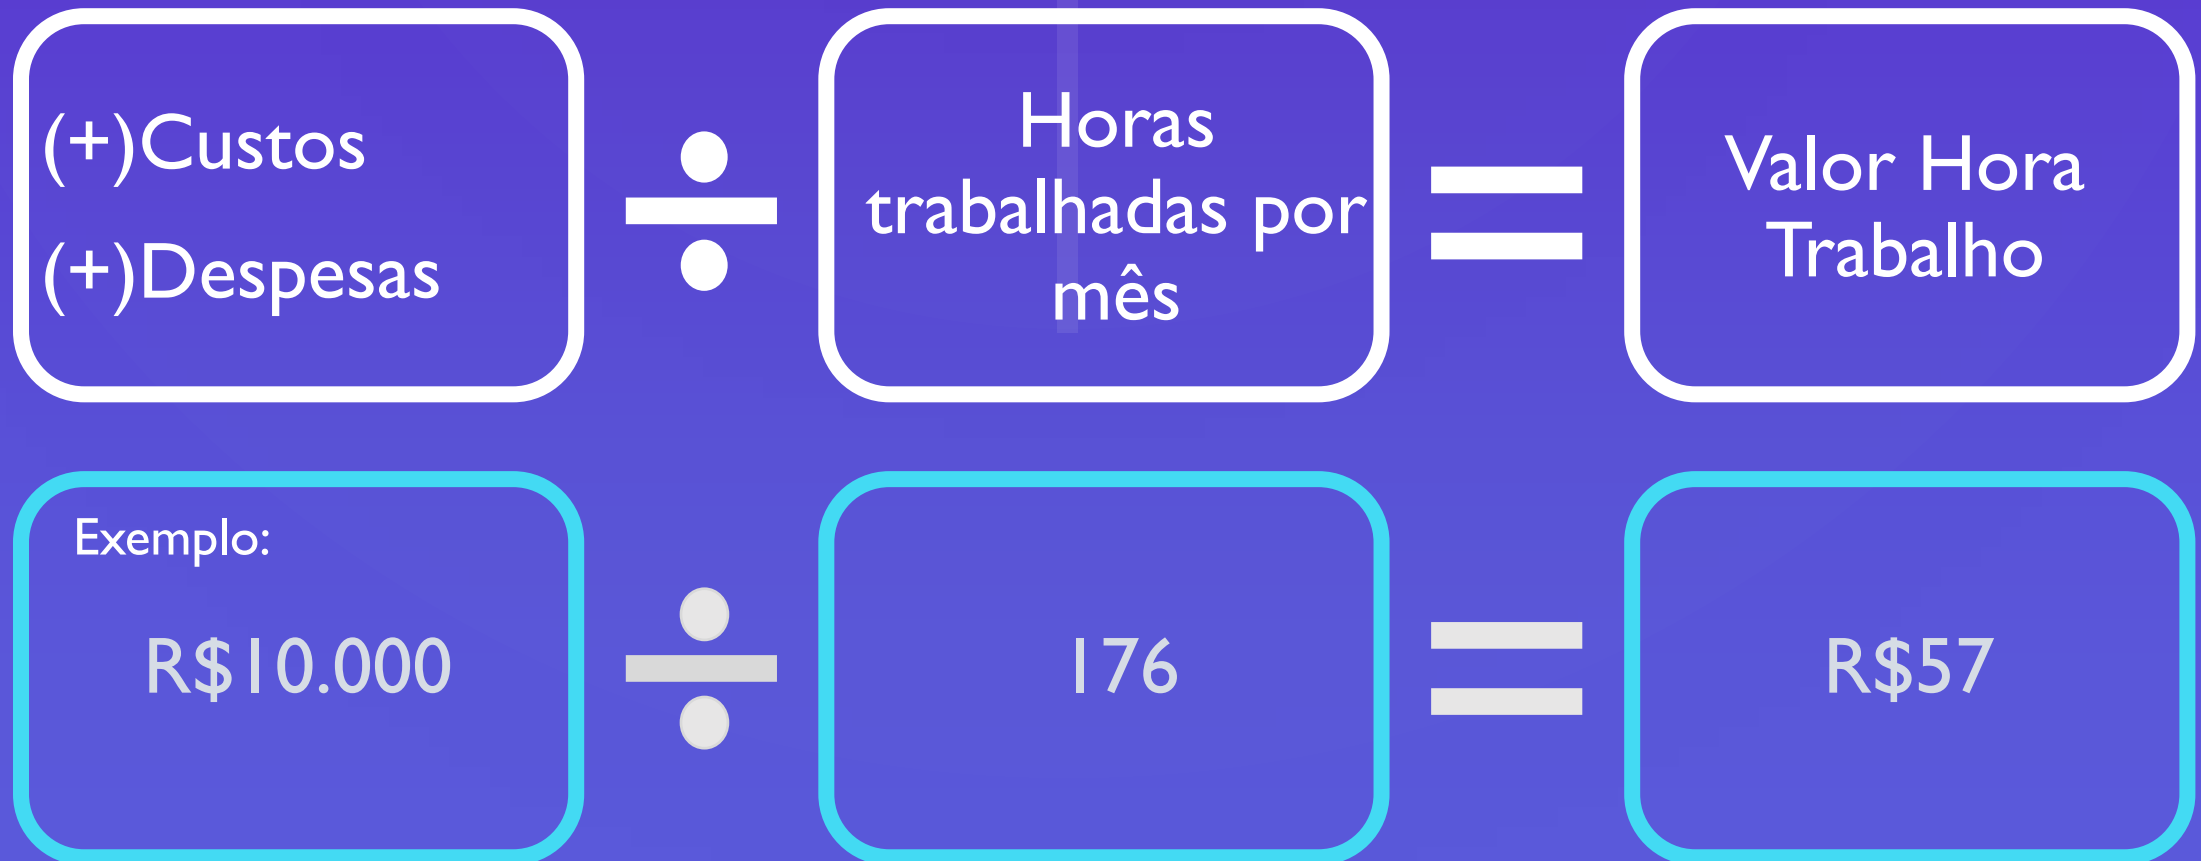 (+)Custos
(+)Despesas
÷
Horas
trabalhadas por
mês
=
Valor Hora
Trabalho
Exemplo:
R$10.000
÷
176
=
R$57